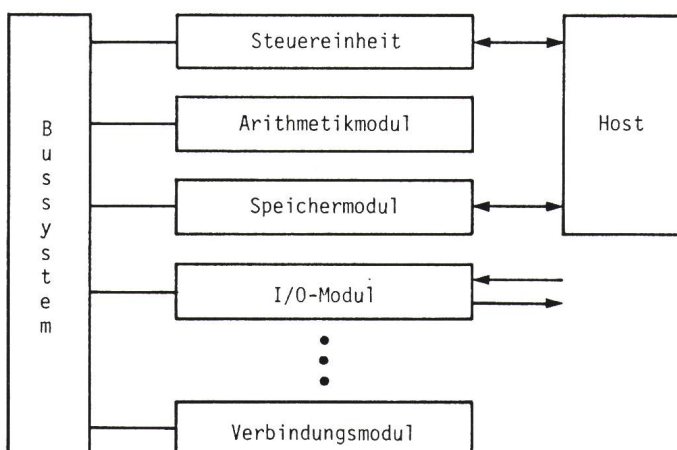 Bussystem
Steuereinheit
Arithmetikmodul
Speichermodul
I/O-Modul
Verbindungsmodul
Host